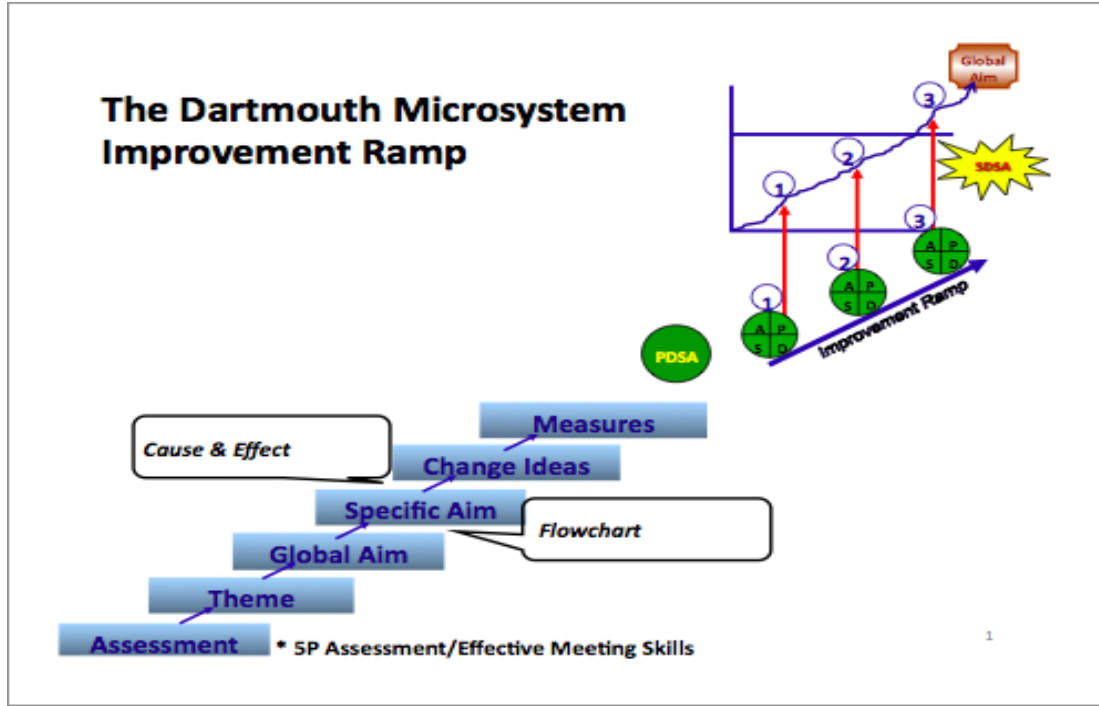 The Dartmouth Microsystem
Improvement Ramp
Global
Aim
3
2
1
SDSA
3
A P
S D
2
A P
S D
1
A P
S D
Improvement Ramp
PDSA
Measures
Cause & Effect
Change Ideas
Specific Aim
Flowchart
Global Aim
Theme
Assessment
* 5P Assessment/Effective Meeting Skills
1